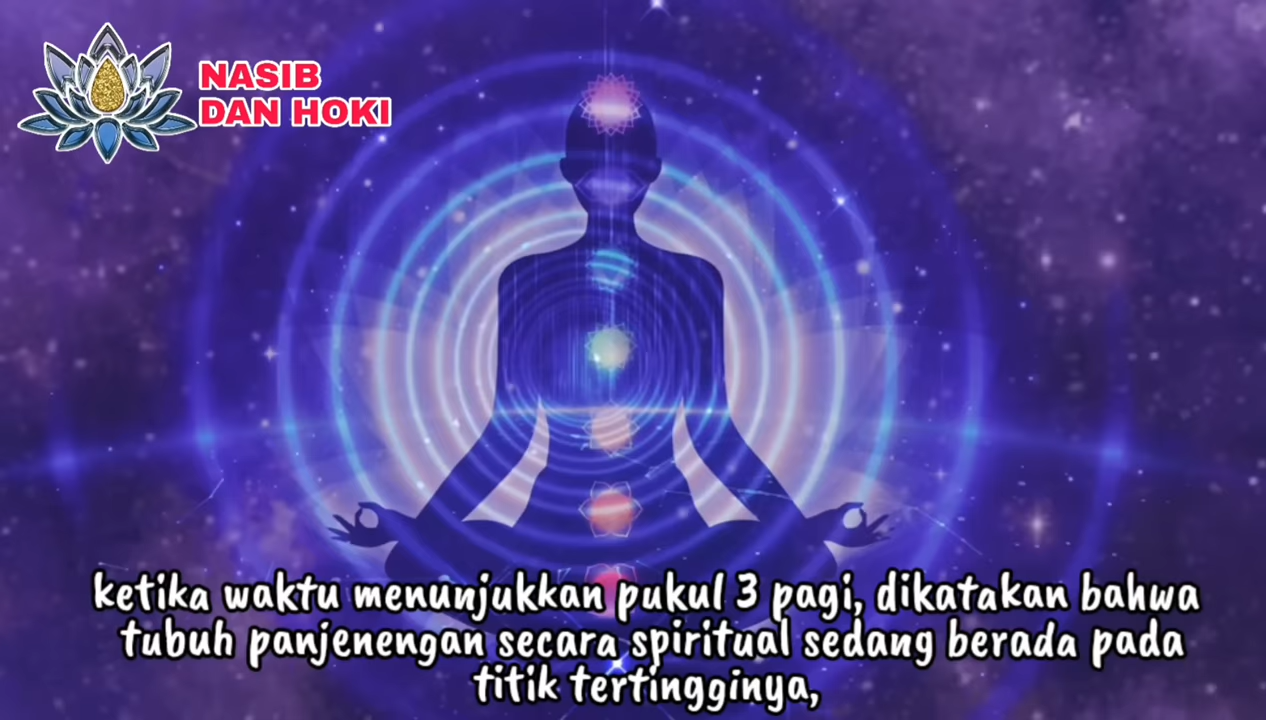 NASIB
DAN HOKI
ketika waktu menunjukkan pukul 3 pagi, dikatakan bahwa
tubuh panjenengan secara spiritual sedang berada pada
titik tertingginya,